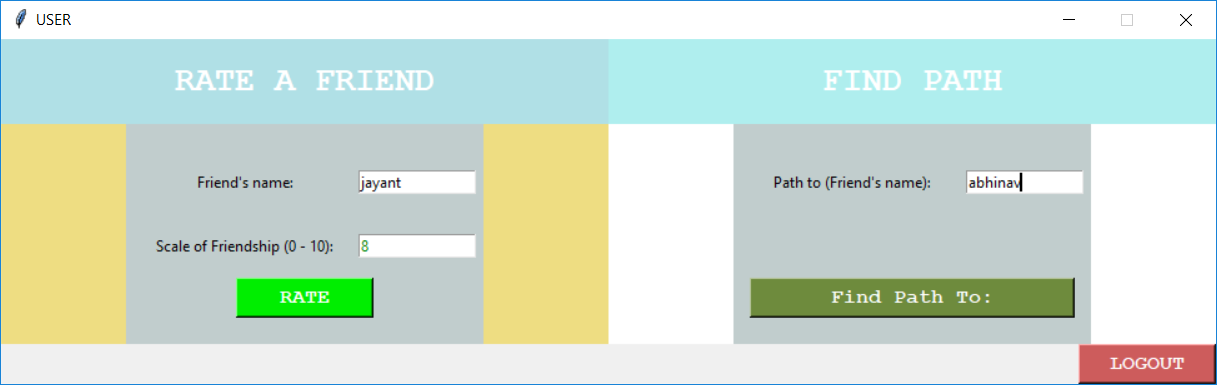 USER
RATE A FRIEND
Friend's name: jayant
Scale of Friendship (0 - 10): 8
RATE
FIND PATH
Path to (Friend's name): abhinav
Find Path To:
LOGOUT